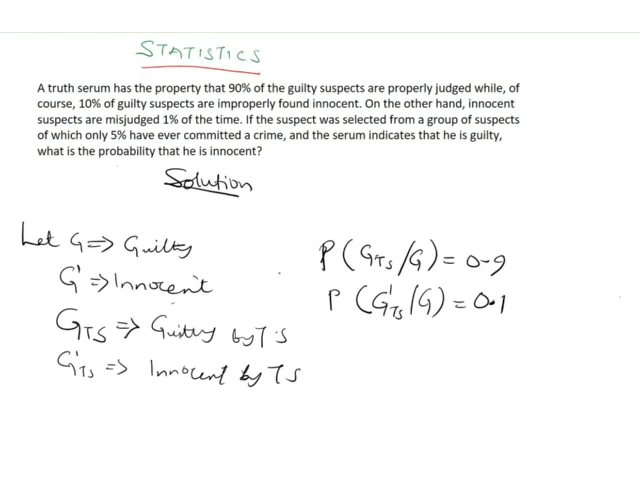 STATISTICS
A truth serum has the property that 90% of the guilty suspects are properly judged while, of
course, 10% of guilty suspects are improperly found innocent. On the other hand, innocent
suspects are misjudged 1% of the time. If the suspect was selected from a group of suspects
of which only 5% have ever committed a crime, and the serum indicates that he is guilty,
what is the probability that he is innocent?
Solution
Let G => Guilty
G' => Innocent
G_TS => Guilty by T.S
G'_TS => Innocent by TS
P(G_TS/G) = 0.9
P(G'_TS/G) = 0.1